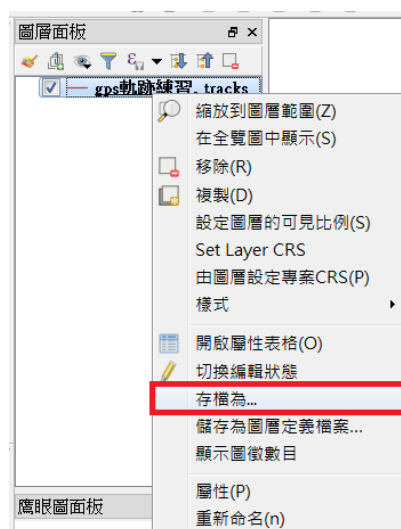 圖層面板
gps軌跡練習, tracks
縮放到圖層範圍(Z)
在全覽圖中顯示(S)
移除(R)
複製(D)
設定圖層的可見比例(S)
Set Layer CRS
由圖層設定專案CRS(P)
樣式
開啟屬性表格(O)
切換編輯狀態
存檔為...
儲存為圖層定義檔案...
顯示圖徵數目
屬性(P)
重新命名(n)
鷹眼圖面板